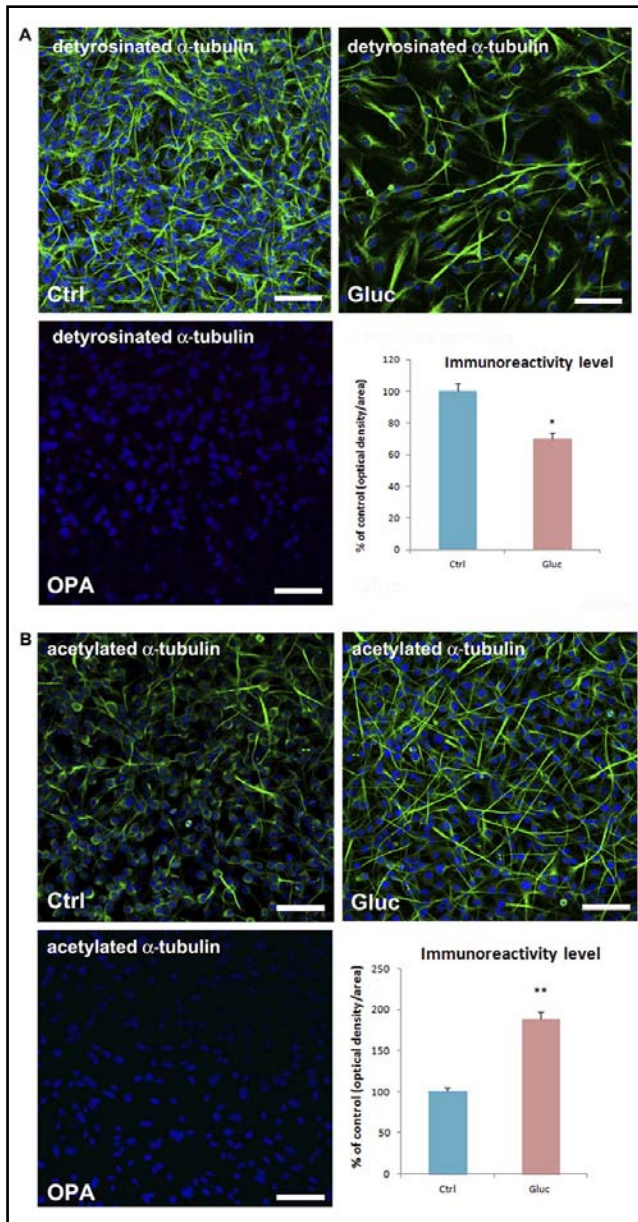 A
detyrosinated α-tubulin
detyrosinated α-tubulin
Ctrl
Gluc
detyrosinated α-tubulin
OPA
Immunoreactivity level
% of control (optical density/area)
120
100
80
60
40
20
0
*
Ctrl
Gluc
B
acetylated α-tubulin
acetylated α-tubulin
Ctrl
Gluc
acetylated α-tubulin
OPA
Immunoreactivity level
% of control (optical density/area)
250
200
150
100
50
0
**
Ctrl
Gluc